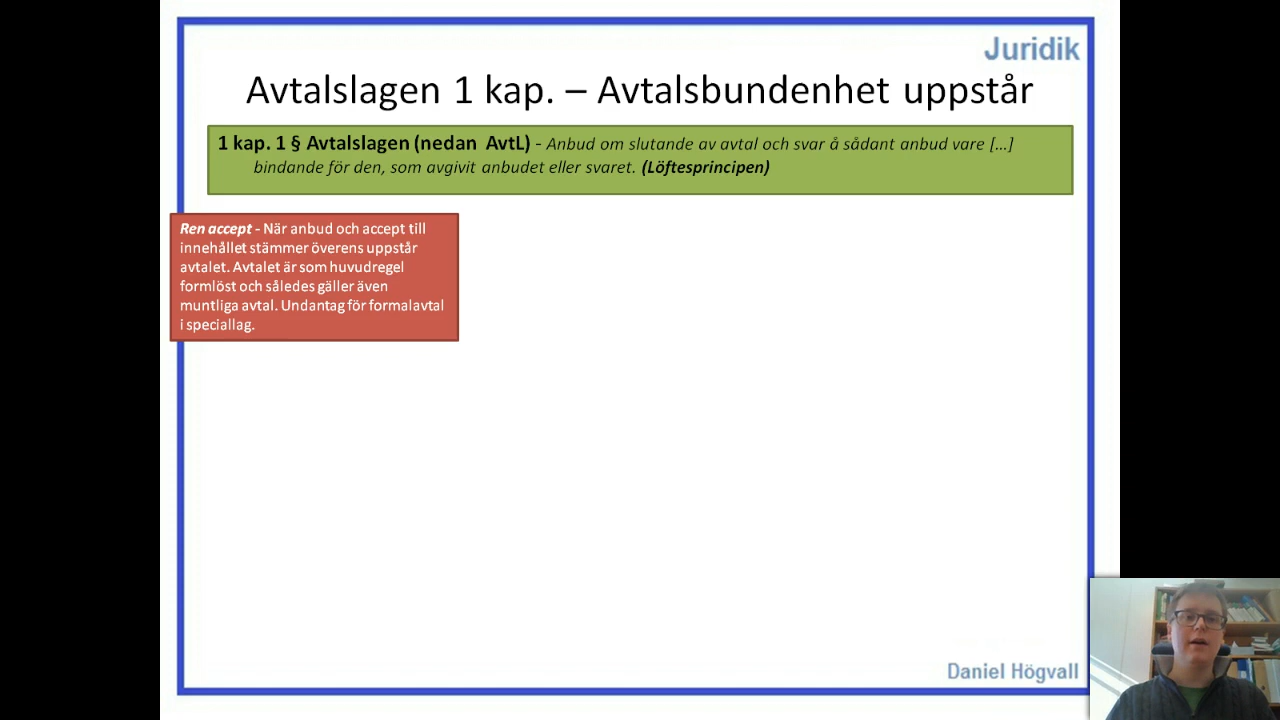 Juridik
Avtalslagen 1 kap. – Avtalsbundenhet uppstår
1 kap. 1 § Avtalslagen (nedan AvtL) - Anbud om slutande av avtal och svar å sådant anbud vare […]
bindande för den, som avgivit anbudet eller svaret. (Löftesprincipen)
Ren accept - När anbud och accept till
innehållet stämmer överens uppstår
avtalet. Avtalet är som huvudregel
formlöst och således gäller även
muntliga avtal. Undantag för formalavtal
i speciallag.
Daniel Högvall